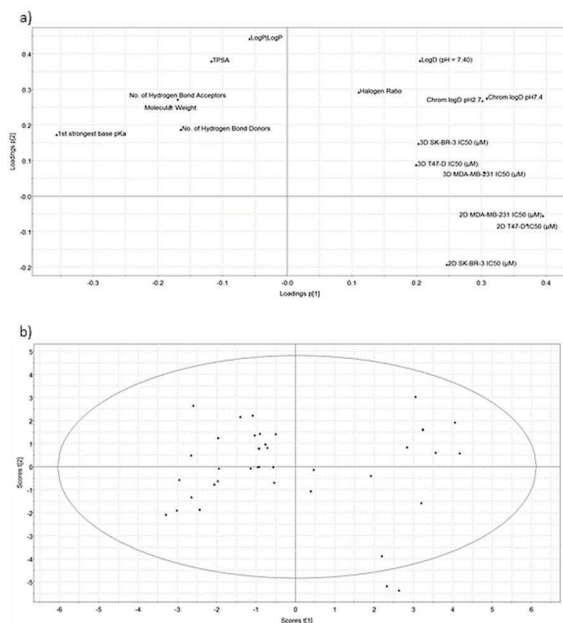 a)
0.5
0.4
0.3
0.2
0.1
-0.0
-0.1
-0.2
Loadings p[2]
LogP/LogP
TPSA
LogD (pH = 7.40)
Halogen Ratio
No. of Hydrogen Bond Acceptors
Chrom logD pH7.4
Chrom logD pH2.7
Molecular Weight
No. of Hydrogen Bond Donors
1st strongest base pKa
3D SK-BR-3 IC50 (μM)
3D T47-D IC50 (μM)
3D MDA-MB-231 IC50 (μM)
2D MDA-MB-231 IC50 (μM)
2D T47-D IC50 (μM)
2D SK-BR-3 IC50 (μM)
-0.3 -0.2 -0.1 -0.0 0.1 0.2 0.3 0.4
Loadings p[1]
b)
5
4
3
2
1
0
-1
-2
-3
-4
-5
Scores t[2]
-6 -5 -4 -3 -2 -1 0 1 2 3 4 5 6
Scores t[1]